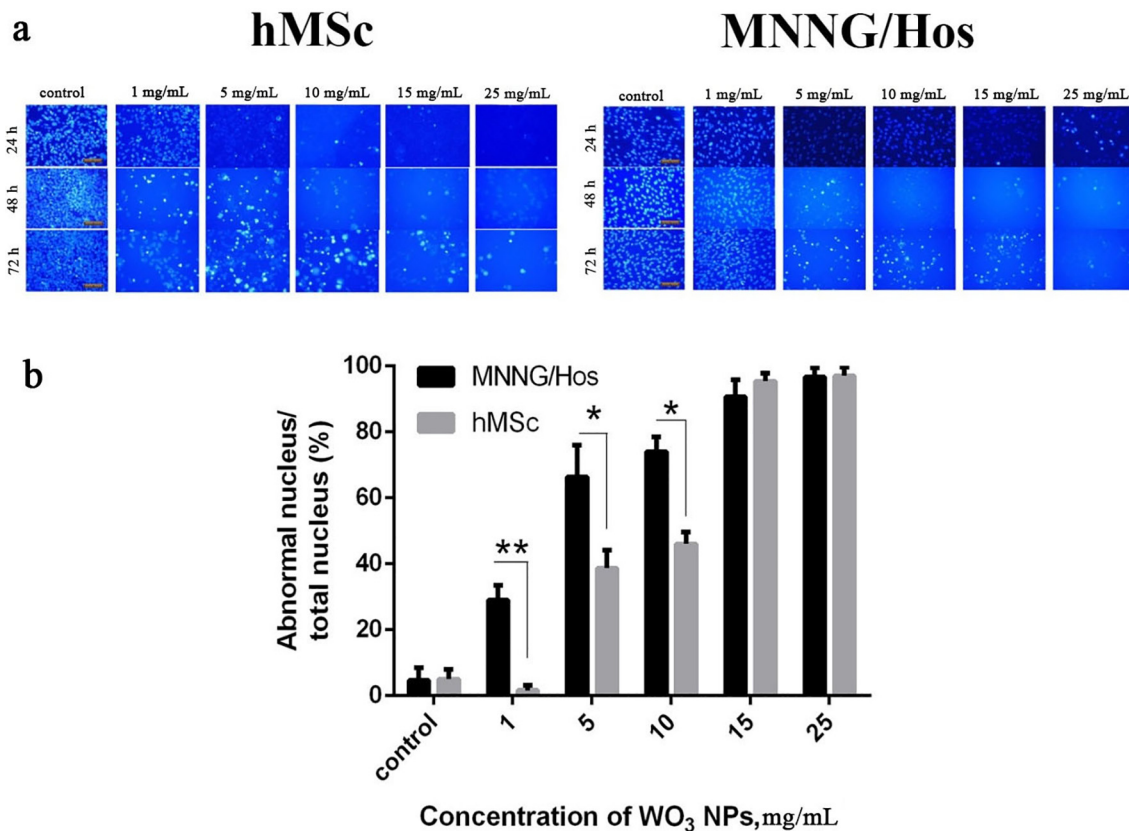 a
hMSc
MNNG/Hos
control 1 mg/mL 5 mg/mL 10 mg/mL 15 mg/mL 25 mg/mL
control 1 mg/mL 5 mg/mL 10 mg/mL 15 mg/mL 25 mg/mL
24 h
48 h
72 h
24 h
48 h
72 h
b
Abnormal nucleus/
total nucleus (%)
100
80
60
40
20
0
MNNG/Hos
hMSc
**
*
*
control 1 5 10 15 25
Concentration of WO₃ NPs, mg/mL